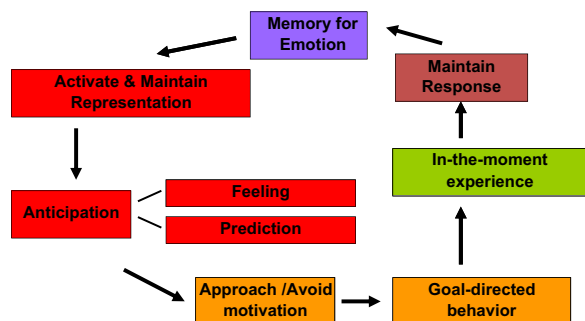 Memory for
Emotion
Activate & Maintain
Representation
Maintain
Response
In-the-moment
experience
Feeling
Anticipation
Prediction
Approach /Avoid
motivation
Goal-directed
behavior